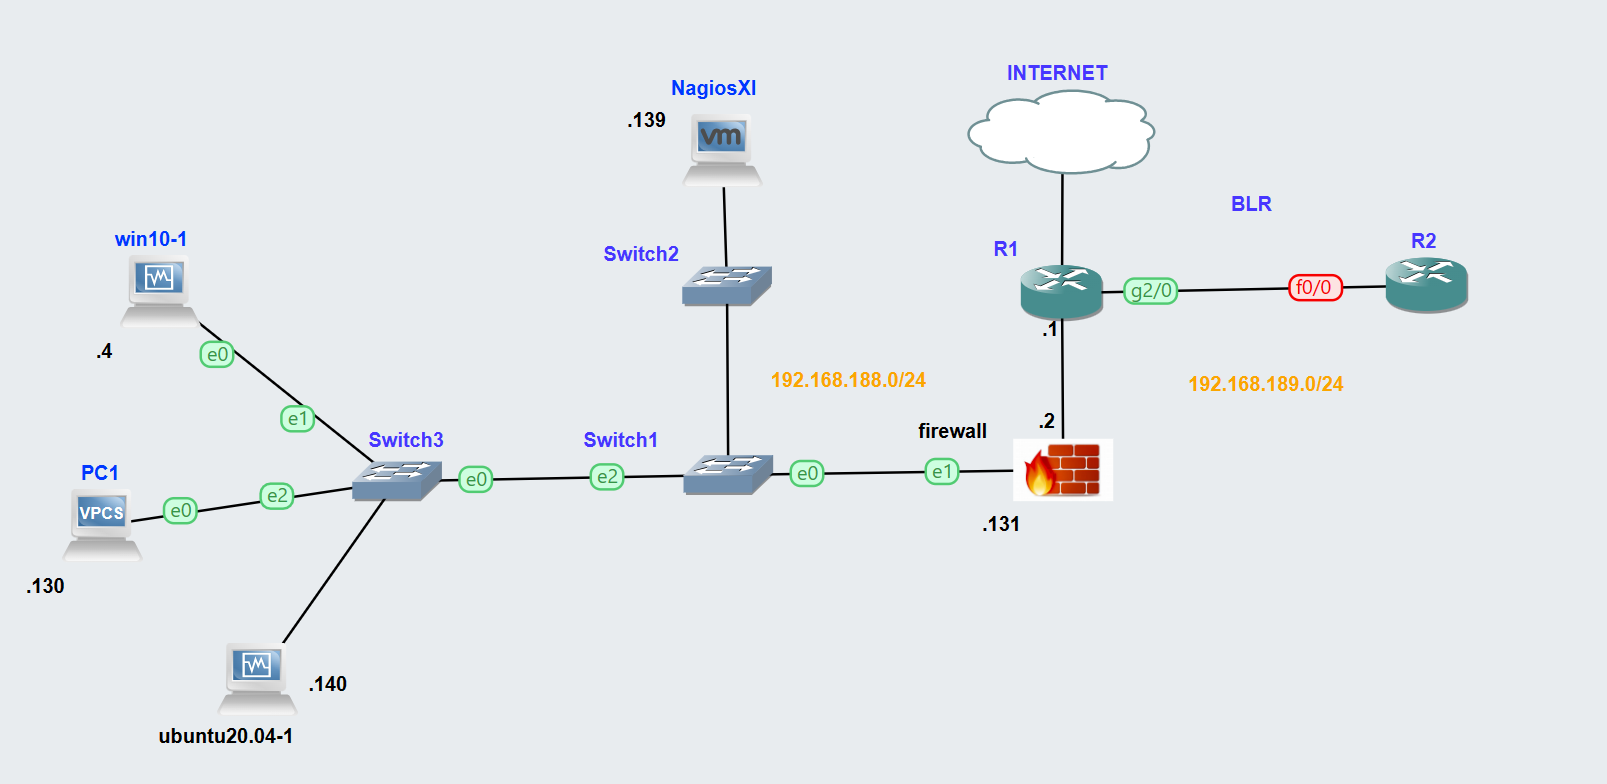 INTERNET
NagiosXI
.139
vm
BLR
win10-1
Switch2
R1
R2
g2/0
f0/0
.1
.4
e0
192.168.188.0/24
192.168.189.0/24
e1
.2
firewall
Switch3
Switch1
PC1
e0
e2
e0
e1
VPCS
e0
e2
.131
.130
.140
ubuntu20.04-1